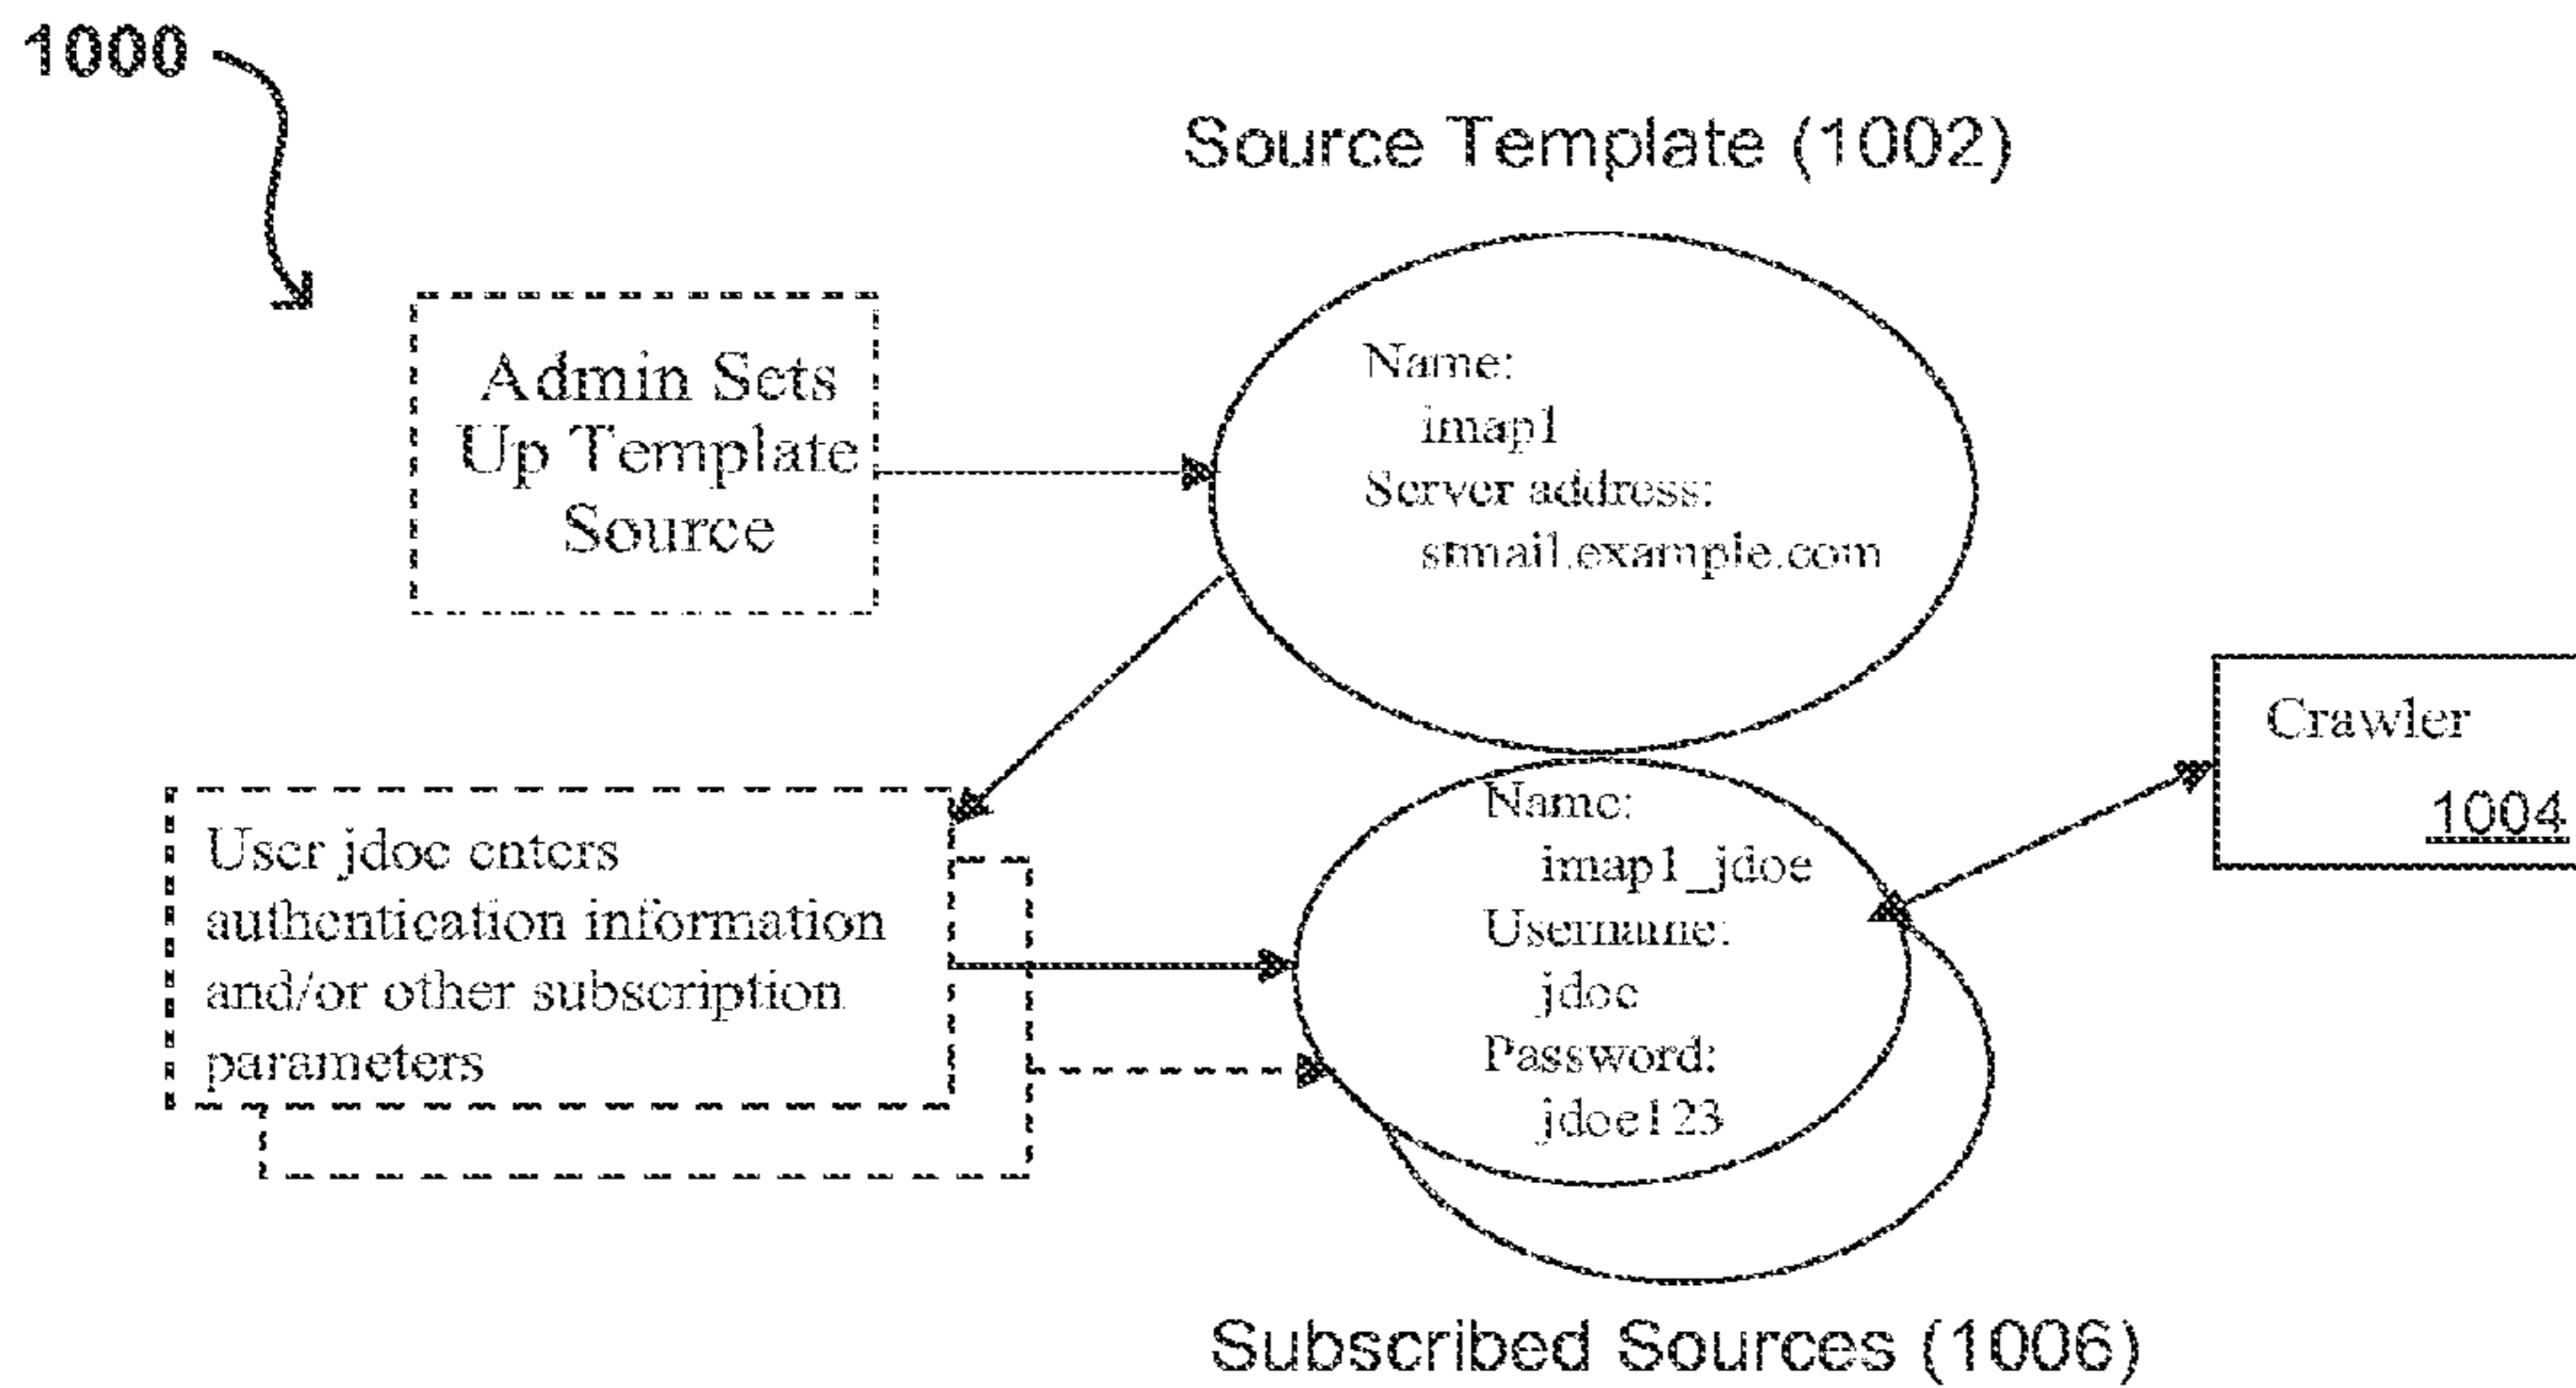 1000
Source Template (1002)
Admin Sets
Up Template
Source
Name:
imap1
Server address:
stmail.example.com
Crawler
1004
User jdoe enters
authentication information
and/or other subscription
parameters
Name:
imap1_jdoe
Username:
jdoe
Password:
jdoe123
Subscribed Sources (1006)